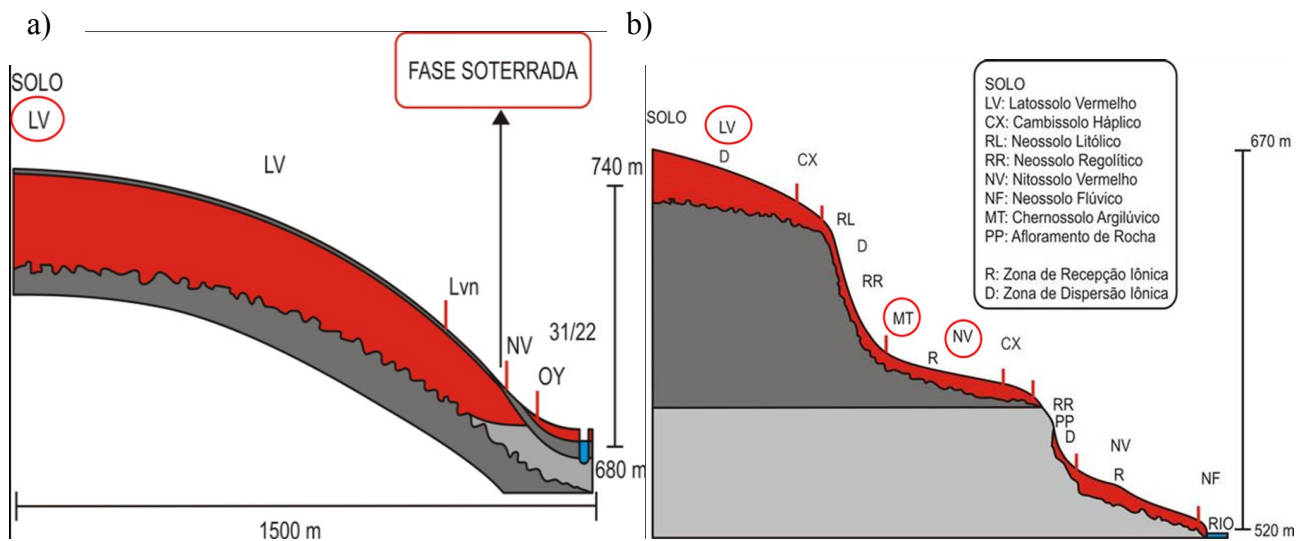 a)
FASE SOTERRADA
SOLO
LV
LV
740 m
Lvn
31/22
NV
OY
680 m
1500 m
b)
SOLO
LV: Latossolo Vermelho
CX: Cambissolo Háplico
RL: Neossolo Litólico
RR: Neossolo Regolítico
NV: Nitossolo Vermelho
NF: Neossolo Flúvico
MT: Chernossolo Argilúvico
PP: Afloramento de Rocha
R: Zona de Recepção Iônica
D: Zona de Dispersão Iônica
SOLO
LV
D
CX
670 m
RL
D
RR
MT
R
NV
CX
RR
PP
D
NV
R
NF
RIO
520 m